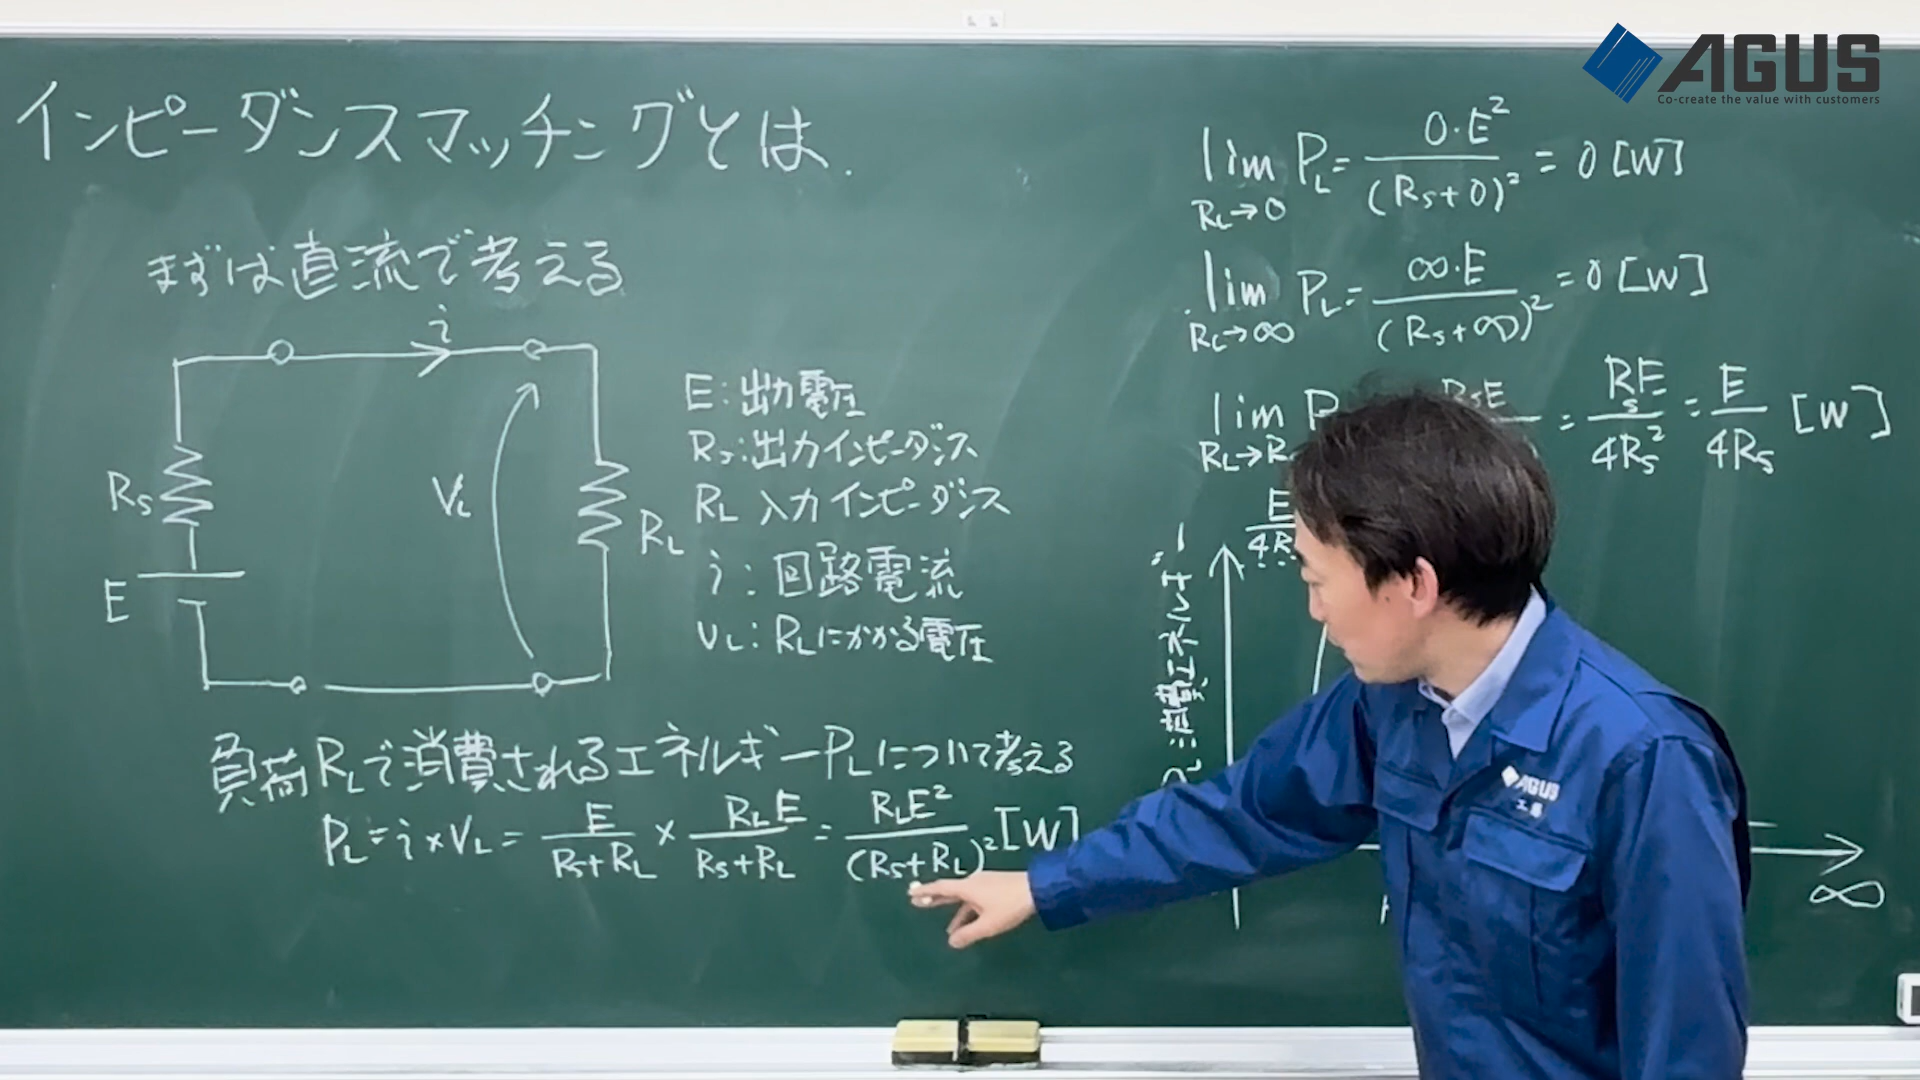 インピーダンスマッチングとは.
まずは直流で考える
i
Rs
E
VL
RL
E:出力電圧
Rs:出力インピーダンス
RL 入力インピーダンス
i:回路電流
VL:RLにかかる電圧
負荷RLで消費されるエネルギーPLについて考える
PL=i×VL=E/(Rs+RL)×RLE/(Rs+RL)=RLE²/(Rs+RL)²[W]
AGUS
Co-create the value with customers
lim RL→0 PL=0·E²/(Rs+0)²=0[W]
lim RL→∞ PL=∞·E/(Rs+∞)²=0[W]
lim RL→R P RsE =RsE/4Rs²=E/4Rs[W]
E/4R
∞
AGUS